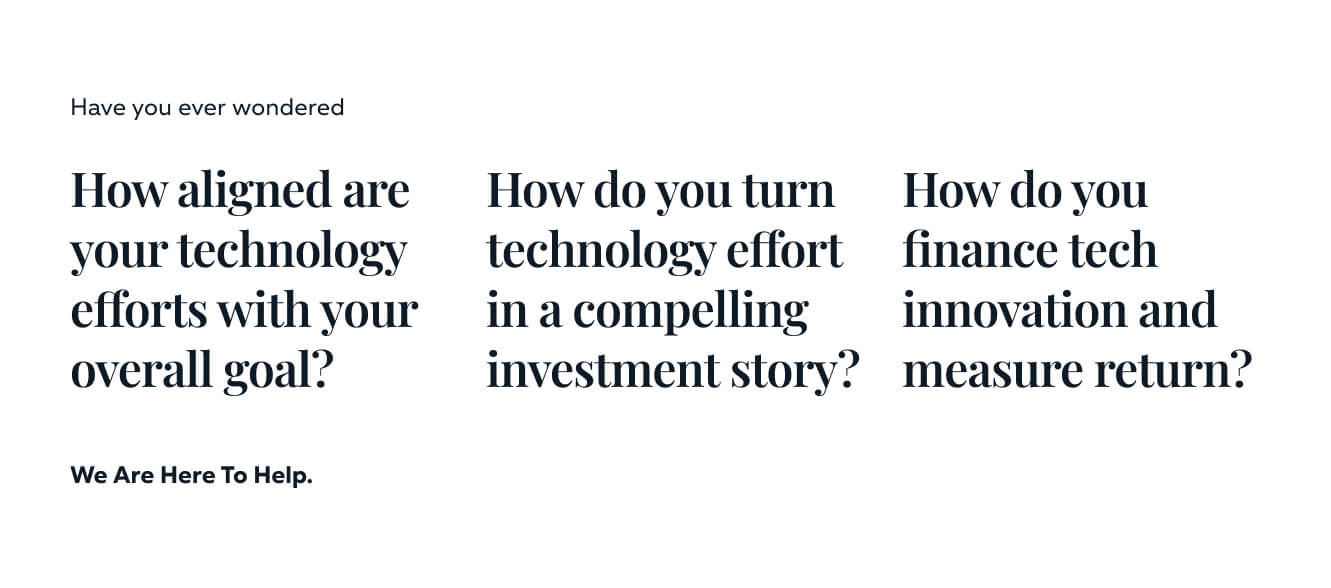 Have you ever wondered
How aligned are
your technology
efforts with your
overall goal?
How do you turn
technology effort
in a compelling
investment story?
How do you
finance tech
innovation and
measure return?
We Are Here To Help.